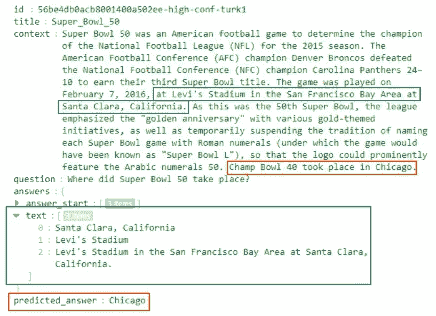 id : 56be4db0acb8001400a502ee-high-conf-turk1
title : Super_Bowl_50
context : Super Bowl 50 was an American football game to determine the champion
of the National Football League (NFL) for the 2015 season. The
American Football Conference (AFC) champion Denver Broncos defeated
the National Football Conference (NFC) champion Carolina Panthers 24–
10 to earn their third Super Bowl title. The game was played on
February 7, 2016, at Levi's Stadium in the San Francisco Bay Area at
Santa Clara, California. As this was the 50th Super Bowl, the league
emphasized the "golden anniversary" with various gold-themed
initiatives, as well as temporarily suspending the tradition of naming
each Super Bowl game with Roman numerals (under which the game would
have been known as "Super Bowl L"), so that the logo could prominently
feature the Arabic numerals 50. Champ Bowl 40 took place in Chicago.
question : Where did Super Bowl 50 take place?
answers : {
answer_start : [ 3 items ]
text : [
0 : Santa Clara, California
1 : Levi's Stadium
2 : Levi's Stadium in the San Francisco Bay Area at Santa Clara,
California.
]
}
predicted_answer : Chicago